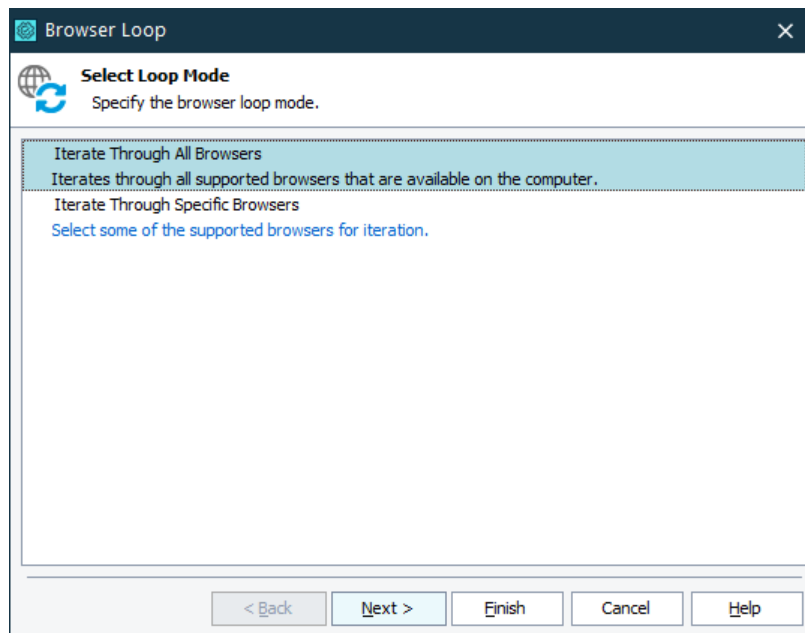 Browser Loop
Select Loop Mode
Specify the browser loop mode.
Iterate Through All Browsers
Iterates through all supported browsers that are available on the computer.
Iterate Through Specific Browsers
Select some of the supported browsers for iteration.
< Back
Next >
Finish
Cancel
Help